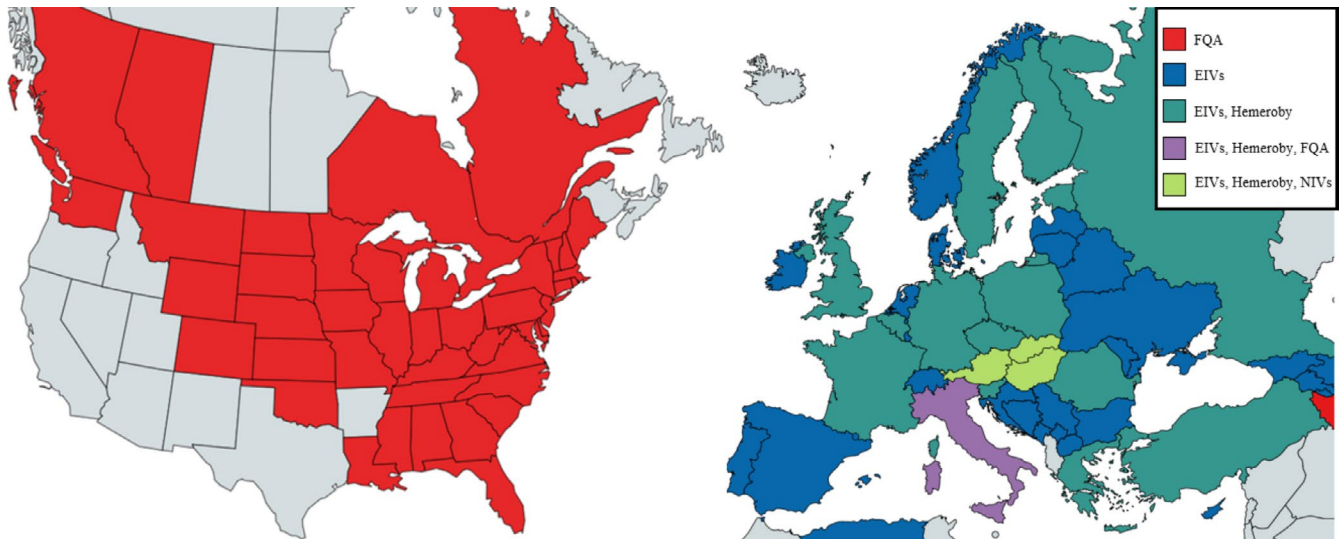 FQA
EIVs
EIVs, Hemeroby
EIVs, Hemeroby, FQA
EIVs, Hemeroby, NIVs